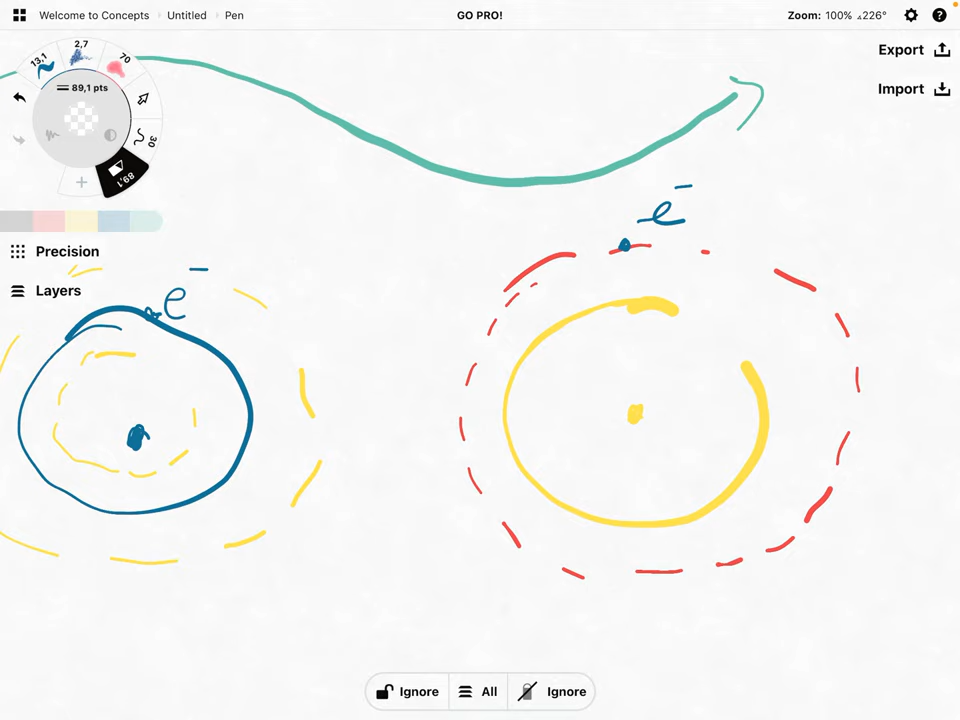 Welcome to Concepts Untitled Pen
GO PRO!
Zoom: 100% ⦟226°
Export
Import
13,1
2,7
70
89,1 pts
30
89,1
Precision
Layers
e⁻
e⁻
Ignore
All
Ignore